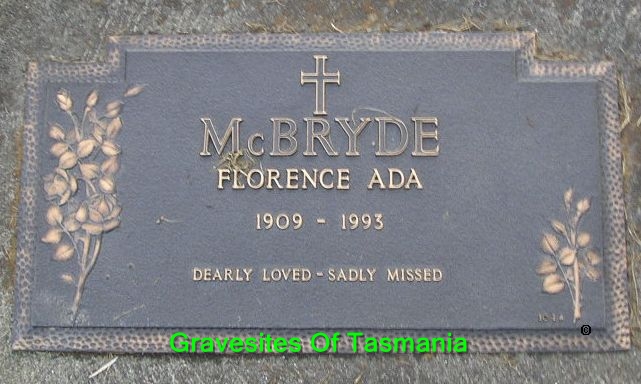 McBRYDE
FLORENCE ADA
1909 - 1993
DEARLY LOVED - SADLY MISSED
©
Gravesites Of Tasmania